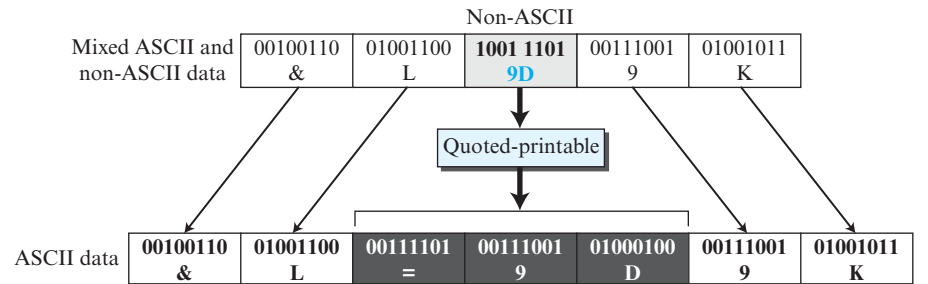 Non-ASCII
Mixed ASCII and 00100110 01001100 1001 1101 00111001 01001011
non-ASCII data & L 9D 9 K
Quoted-printable
ASCII data 00100110 01001100 00111101 00111001 01000100 00111001 01001011
& L = 9 D 9 K